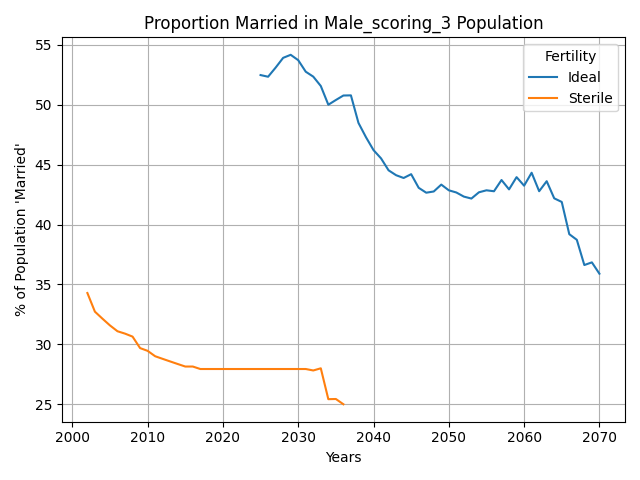 Proportion Married in Male_scoring_3 Population
Fertility
Ideal
Sterile
% of Population 'Married'
55
50
45
40
35
30
25
2000 2010 2020 2030 2040 2050 2060 2070
Years